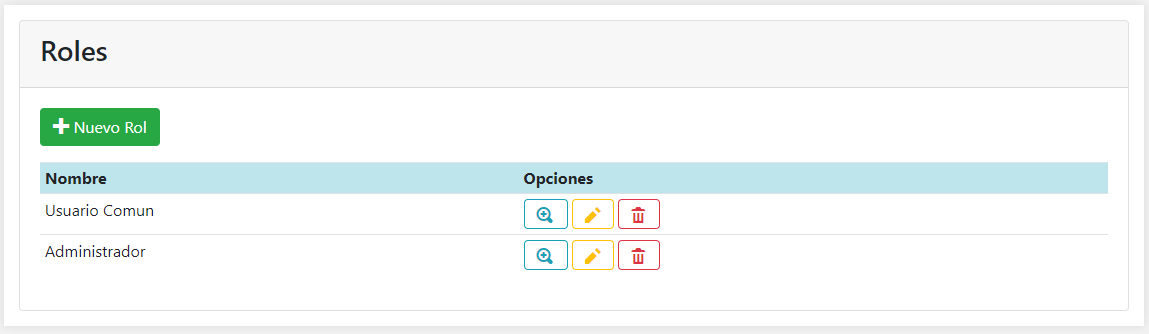 Roles
Nuevo Rol
Nombre Opciones
Usuario Comun
Administrador